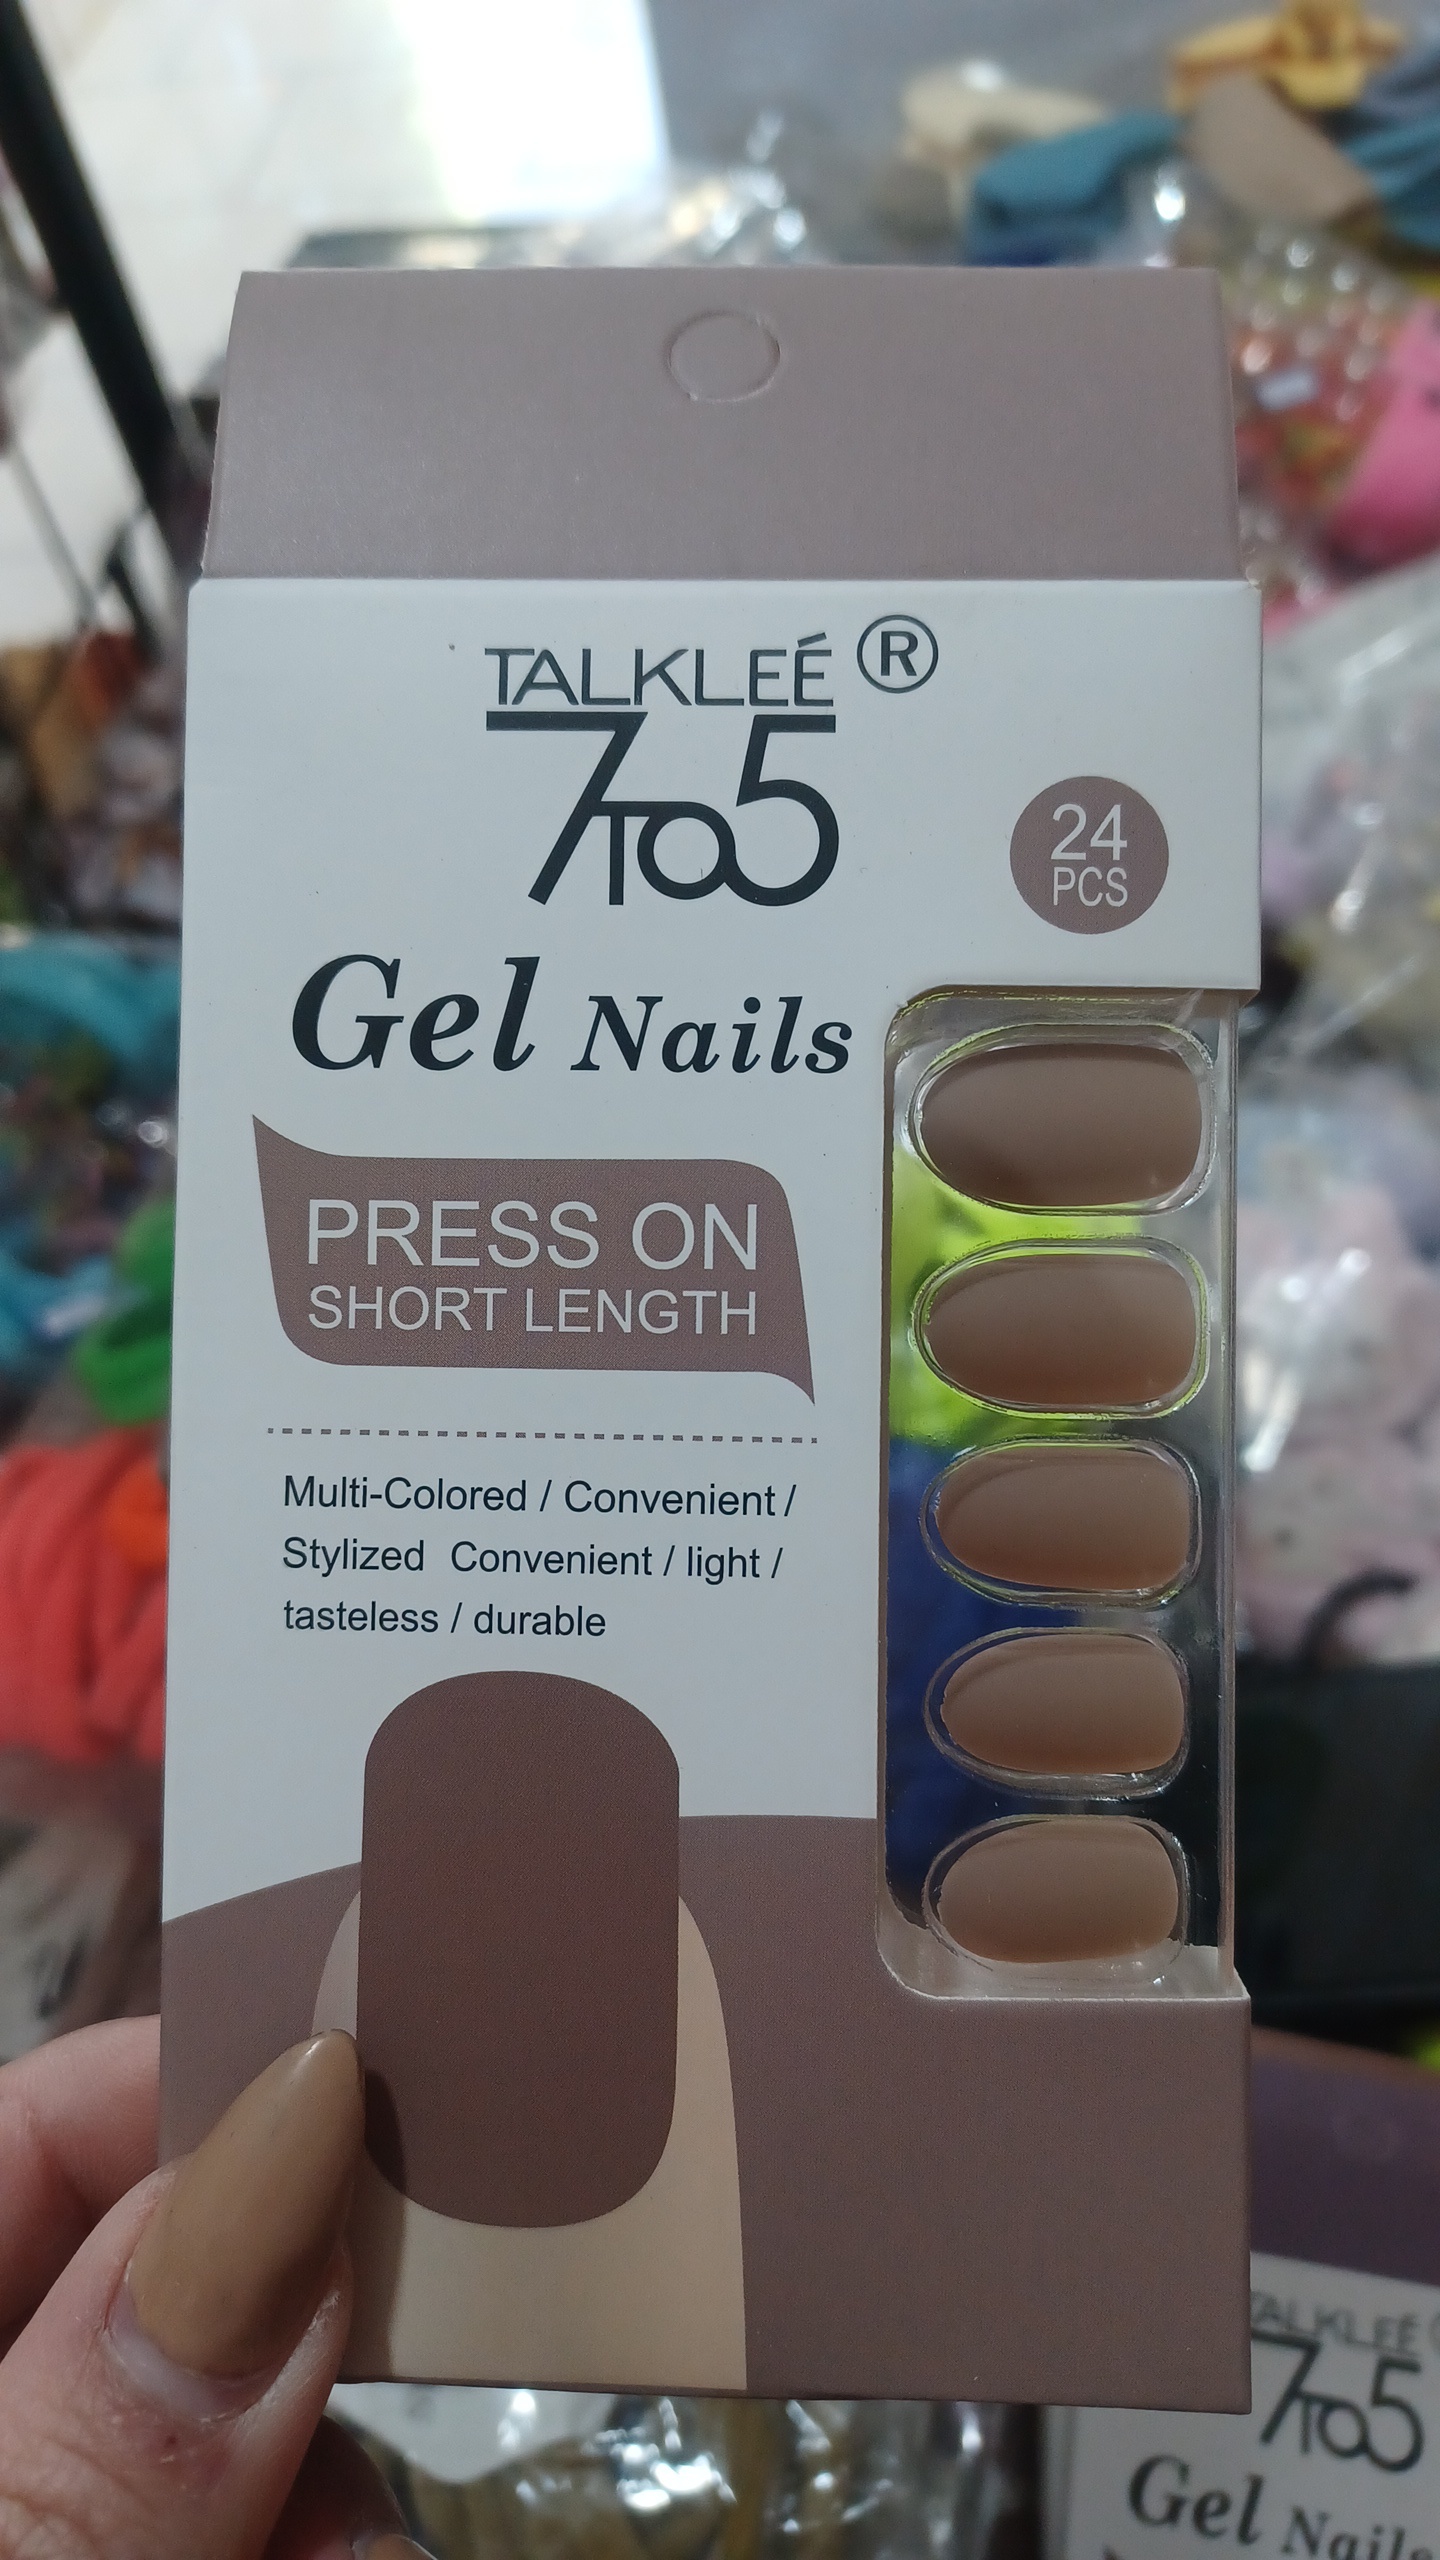 TALKLEÉ ®
7TO5
24
PCS
Gel Nails
PRESS ON
SHORT LENGTH
Multi-Colored / Convenient /
Stylized Convenient / light /
tasteless / durable
TALKLEÉ
7TO5
Gel Nails